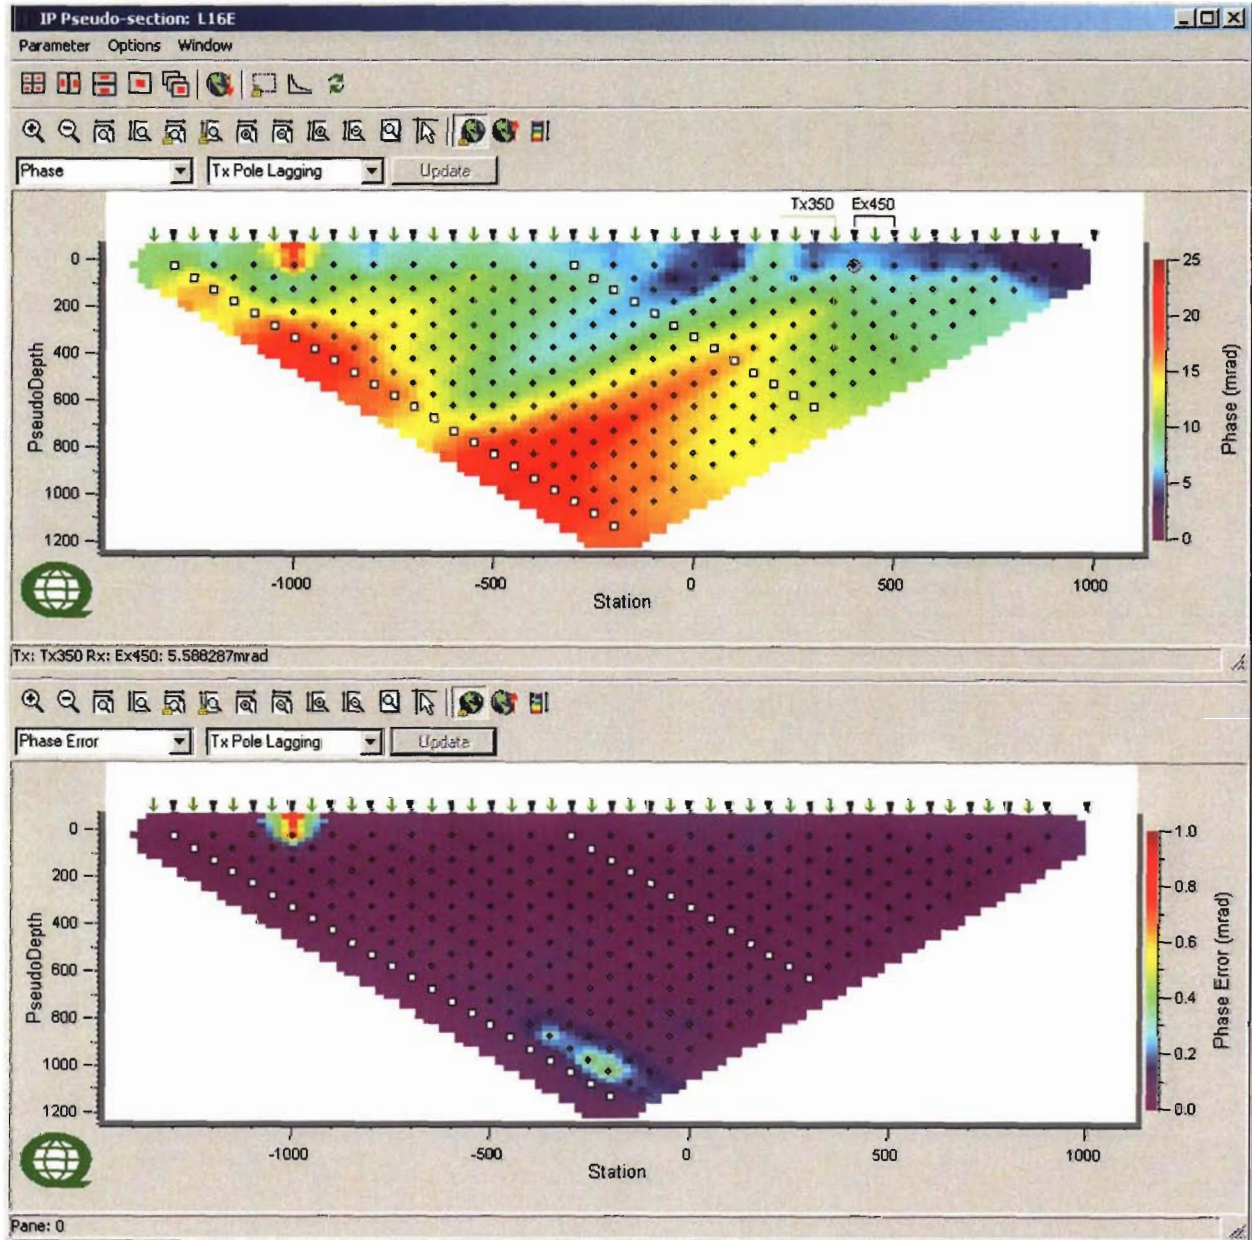 IP Pseudo-section: L16E
Parameter Options Window
Phase Tx Pole Lagging Update
Tx350 Ex450
0
200
400
600
800
1000
1200
PseudoDepth
-1000 -500 0 500 1000
Station
25
20
15
10
5
0
Phase (mrad)
Tx: Tx350 Rx: Ex450: 5.588287mrad
Phase Error Tx Pole Lagging Update
0
200
400
600
800
1000
1200
PseudoDepth
-1000 -500 0 500 1000
Station
1.0
0.8
0.6
0.4
0.2
0.0
Phase Error (mrad)
Pane: 0